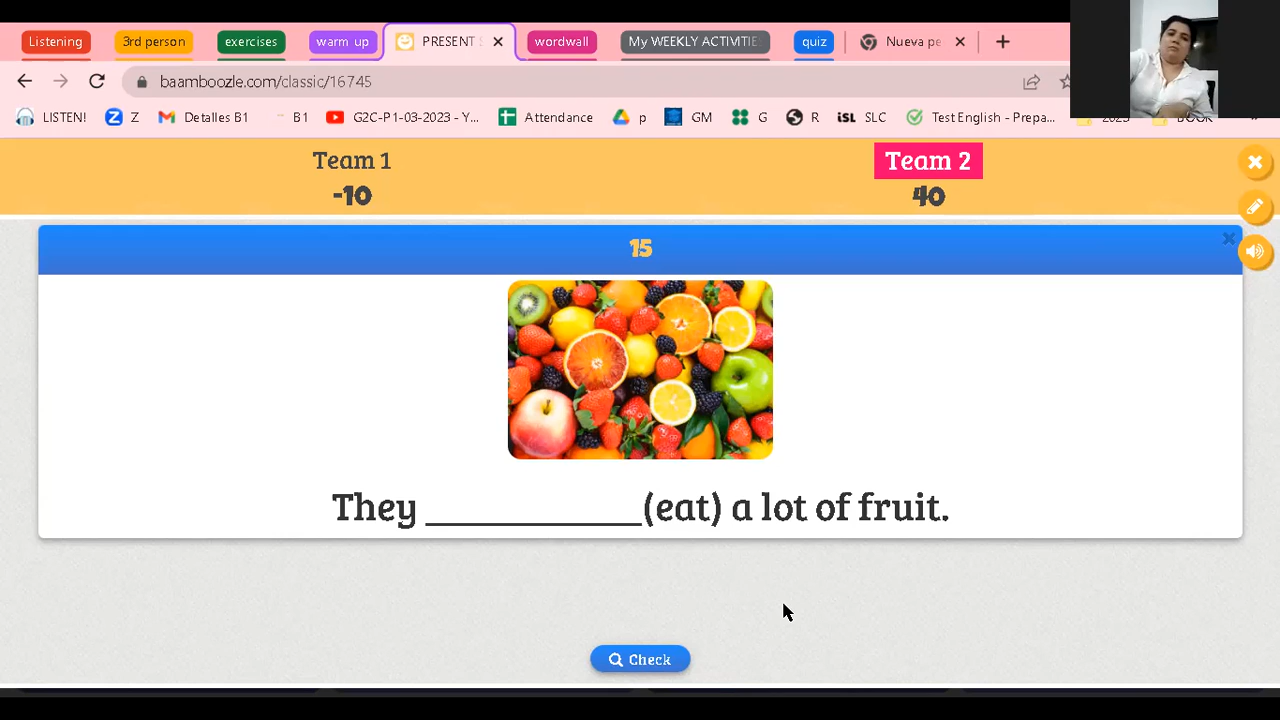 Listening 3rd person exercises warm up PRESENT S wordwall My WEEKLY ACTIVITIE quiz Nueva pe
baamboozle.com/classic/16745
LISTEN! Z Detalles B1 B1 G2C-P1-03-2023 - Y... Attendance p GM G R iSL SLC Test English - Prepa...
Team 1 Team 2
-10 40
15
They ____________(eat) a lot of fruit.
Check